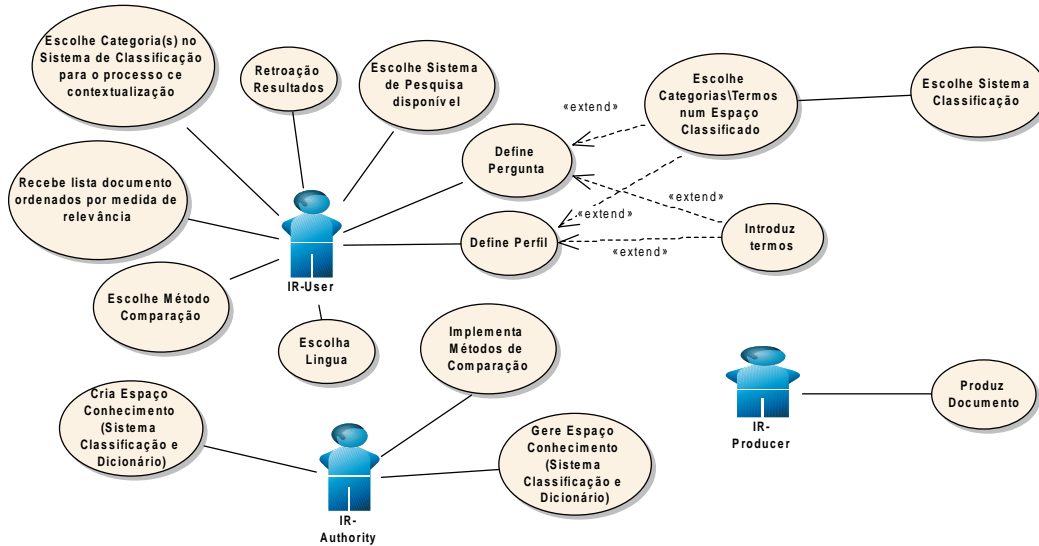 Escolhe Categoria(s) no
Sistema de Classificação
para o processo ce
contextualização
Retroação
Resultados
Escolhe Sistema
de Pesquisa
disponível
Escolhe
Categorias\Termos
num Espaço
Classificado
Escolhe Sistema
Classificação
«extend»
Define
Pergunta
Recebe lista documento
ordenados por medida de
relevância
«extend»
«extend»
Introduz
termos
Define Perfil
«extend»
IR-User
Escolhe Método
Comparação
Escolha
Lingua
Implementa
Métodos de
Comparação
Cria Espaço
Conhecimento
(Sistema
Classificação e
Dicionário)
Gere Espaço
Conhecimento
(Sistema
Classificação e
Dicionário)
IR-
Authority
IR-
Producer
Produz
Documento